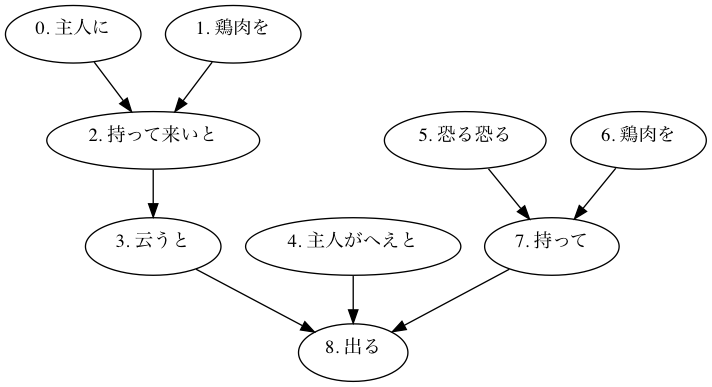 0. 主人に
1. 鶏肉を
2. 持って来いと
5. 恐る恐る
6. 鶏肉を
3. 云うと
4. 主人がへえと
7. 持って
8. 出る